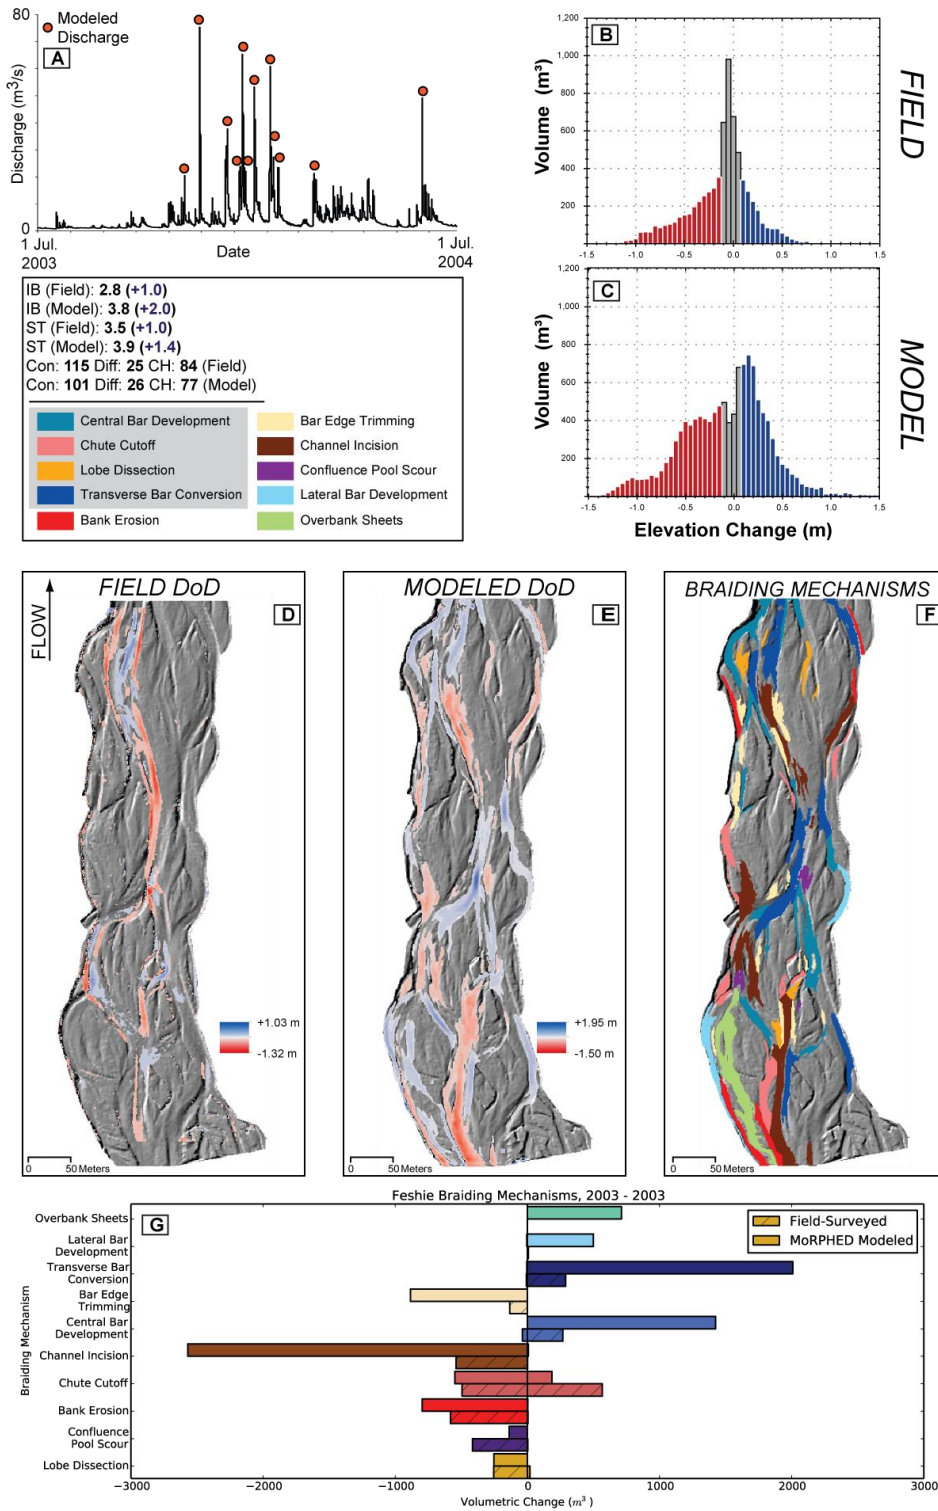 80
Modeled
Discharge
A
Discharge (m³/s)
0
1 Jul.
2003
Date
1 Jul.
2004
B
1,200
1,000
800
600
400
200
Volume (m³)
-1.5 -1.0 -0.5 0.0 0.5 1.0 1.5
FIELD
C
1,200
1,000
800
600
400
200
Volume (m³)
-1.5 -1.0 -0.5 0.0 0.5 1.0 1.5
Elevation Change (m)
MODEL
IB (Field): 2.8 (+1.0)
IB (Model): 3.8 (+2.0)
ST (Field): 3.5 (+1.0)
ST (Model): 3.9 (+1.4)
Con: 115 Diff: 25 CH: 84 (Field)
Con: 101 Diff: 26 CH: 77 (Model)
Central Bar Development
Chute Cutoff
Lobe Dissection
Transverse Bar Conversion
Bank Erosion
Bar Edge Trimming
Channel Incision
Confluence Pool Scour
Lateral Bar Development
Overbank Sheets
FIELD DoD
D
FLOW
+1.03 m
-1.32 m
0 50 Meters
MODELED DoD
E
+1.95 m
-1.50 m
0 50 Meters
BRAIDING MECHANISMS
F
0 50 Meters
Feshie Braiding Mechanisms, 2003 - 2003
G
Field-Surveyed
MoRPHED Modeled
Braiding Mechanism
Overbank Sheets
Lateral Bar
Development
Transverse Bar
Conversion
Bar Edge
Trimming
Central Bar
Development
Channel Incision
Chute Cutoff
Bank Erosion
Confluence
Pool Scour
Lobe Dissection
−3000 −2000 −1000 0 1000 2000 3000
Volumetric Change (m³)